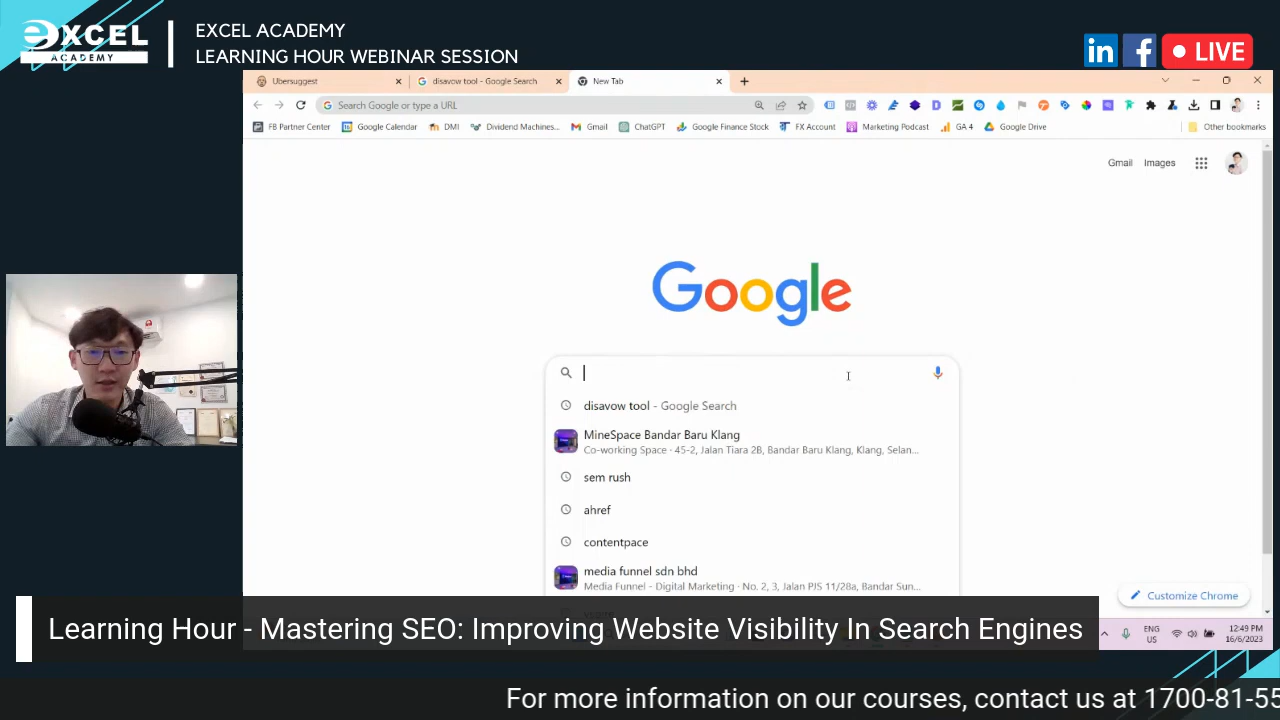 eXCEL
ACADEMY
EXCEL ACADEMY
LEARNING HOUR WEBINAR SESSION
in f LIVE
Ubersuggest
disavow tool - Google Search
New Tab
Search Google or type a URL
FB Partner Center
Google Calendar
DMI
Dividend Machines...
Gmail
ChatGPT
Google Finance Stock
FX Account
Marketing Podcast
GA 4
Google Drive
Other bookmarks
Gmail Images
Google
disavow tool - Google Search
MineSpace Bandar Baru Klang
Co-working Space · 45-2, Jalan Tiara 2B, Bandar Baru Klang, Klang, Selan...
sem rush
ahref
contentpace
media funnel sdn bhd
Media Funnel - Digital Marketing · No. 2, 3, Jalan PJS 11/28a, Bandar Sun...
Customize Chrome
Learning Hour - Mastering SEO: Improving Website Visibility In Search Engines
ENG
US
12:49 PM
16/6/2023
For more information on our courses, contact us at 1700-81-55